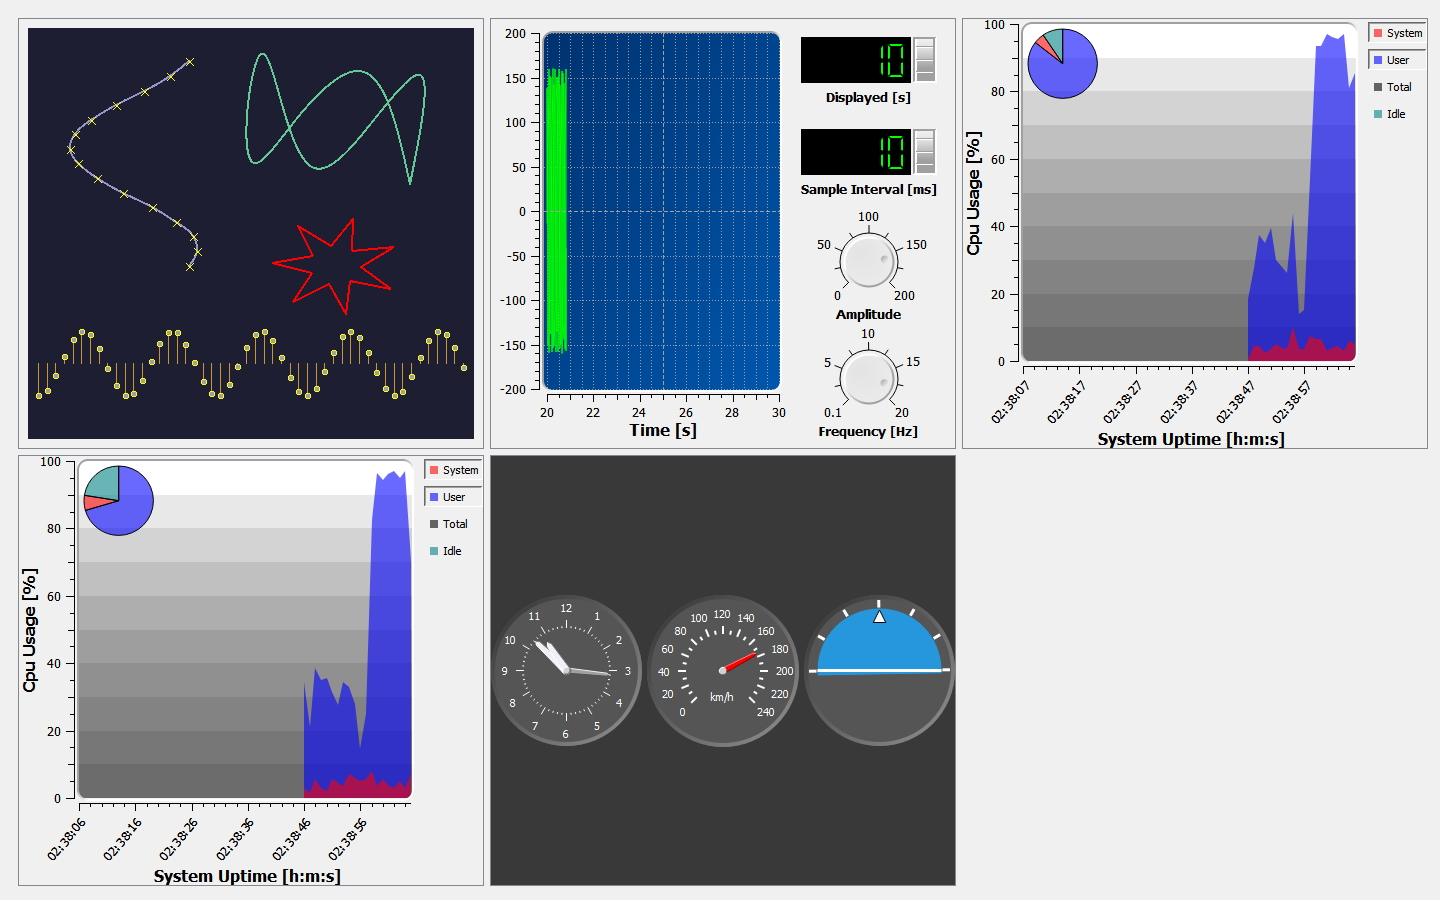 200
150
100
50
0
-50
-100
-150
-200
20 22 24 26 28 30
Time [s]
10
Displayed [s]
10
Sample Interval [ms]
0 50 100 150 200
Amplitude
0.1 5 10 15 20
Frequency [Hz]
100
80
60
40
20
0
Cpu Usage [%]
02:38:07 02:38:17 02:38:27 02:38:37 02:38:47 02:38:57
System Uptime [h:m:s]
System
User
Total
Idle
100
80
60
40
20
0
Cpu Usage [%]
02:38:06 02:38:16 02:38:26 02:38:36 02:38:46 02:38:56
System Uptime [h:m:s]
System
User
Total
Idle
12 1 2 3 4 5 6 7 8 9 10 11
0 20 40 60 80 100 120 140 160 180 200 220 240
km/h